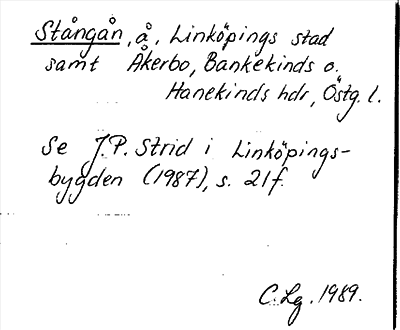 Stångån, å, Linköpings stad
samt Åkerbo, Bankekinds o.
Hanekinds hdr, Östg. l.
Se J.P. Strid i Linköpings-
bygden (1987), s. 21f.
C. Lg. 1989.